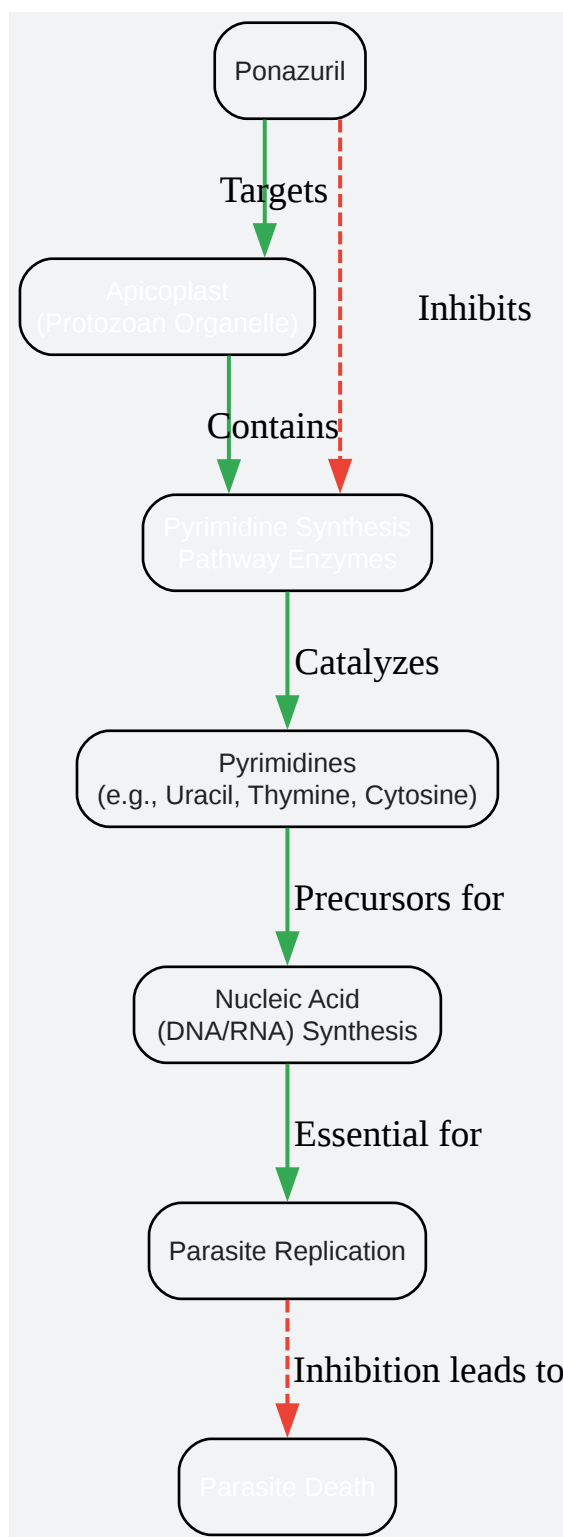 Ponazuril
Targets
Apicoplast
(Protozoan Organelle)
Inhibits
Contains
Pyrimidine Synthesis
Pathway Enzymes
Catalyzes
Pyrimidines
(e.g., Uracil, Thymine, Cytosine)
Precursors for
Nucleic Acid
(DNA/RNA) Synthesis
Essential for
Parasite Replication
Inhibition leads to
Parasite Death